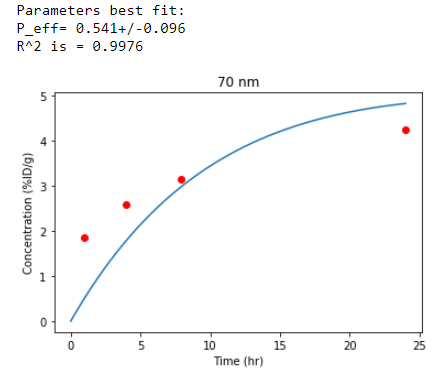 Parameters best fit:
P_eff= 0.541+/-0.096
R^2 is = 0.9976
70 nm
Concentration (%ID/g)
5
4
3
2
1
0
0 5 10 15 20 25
Time (hr)